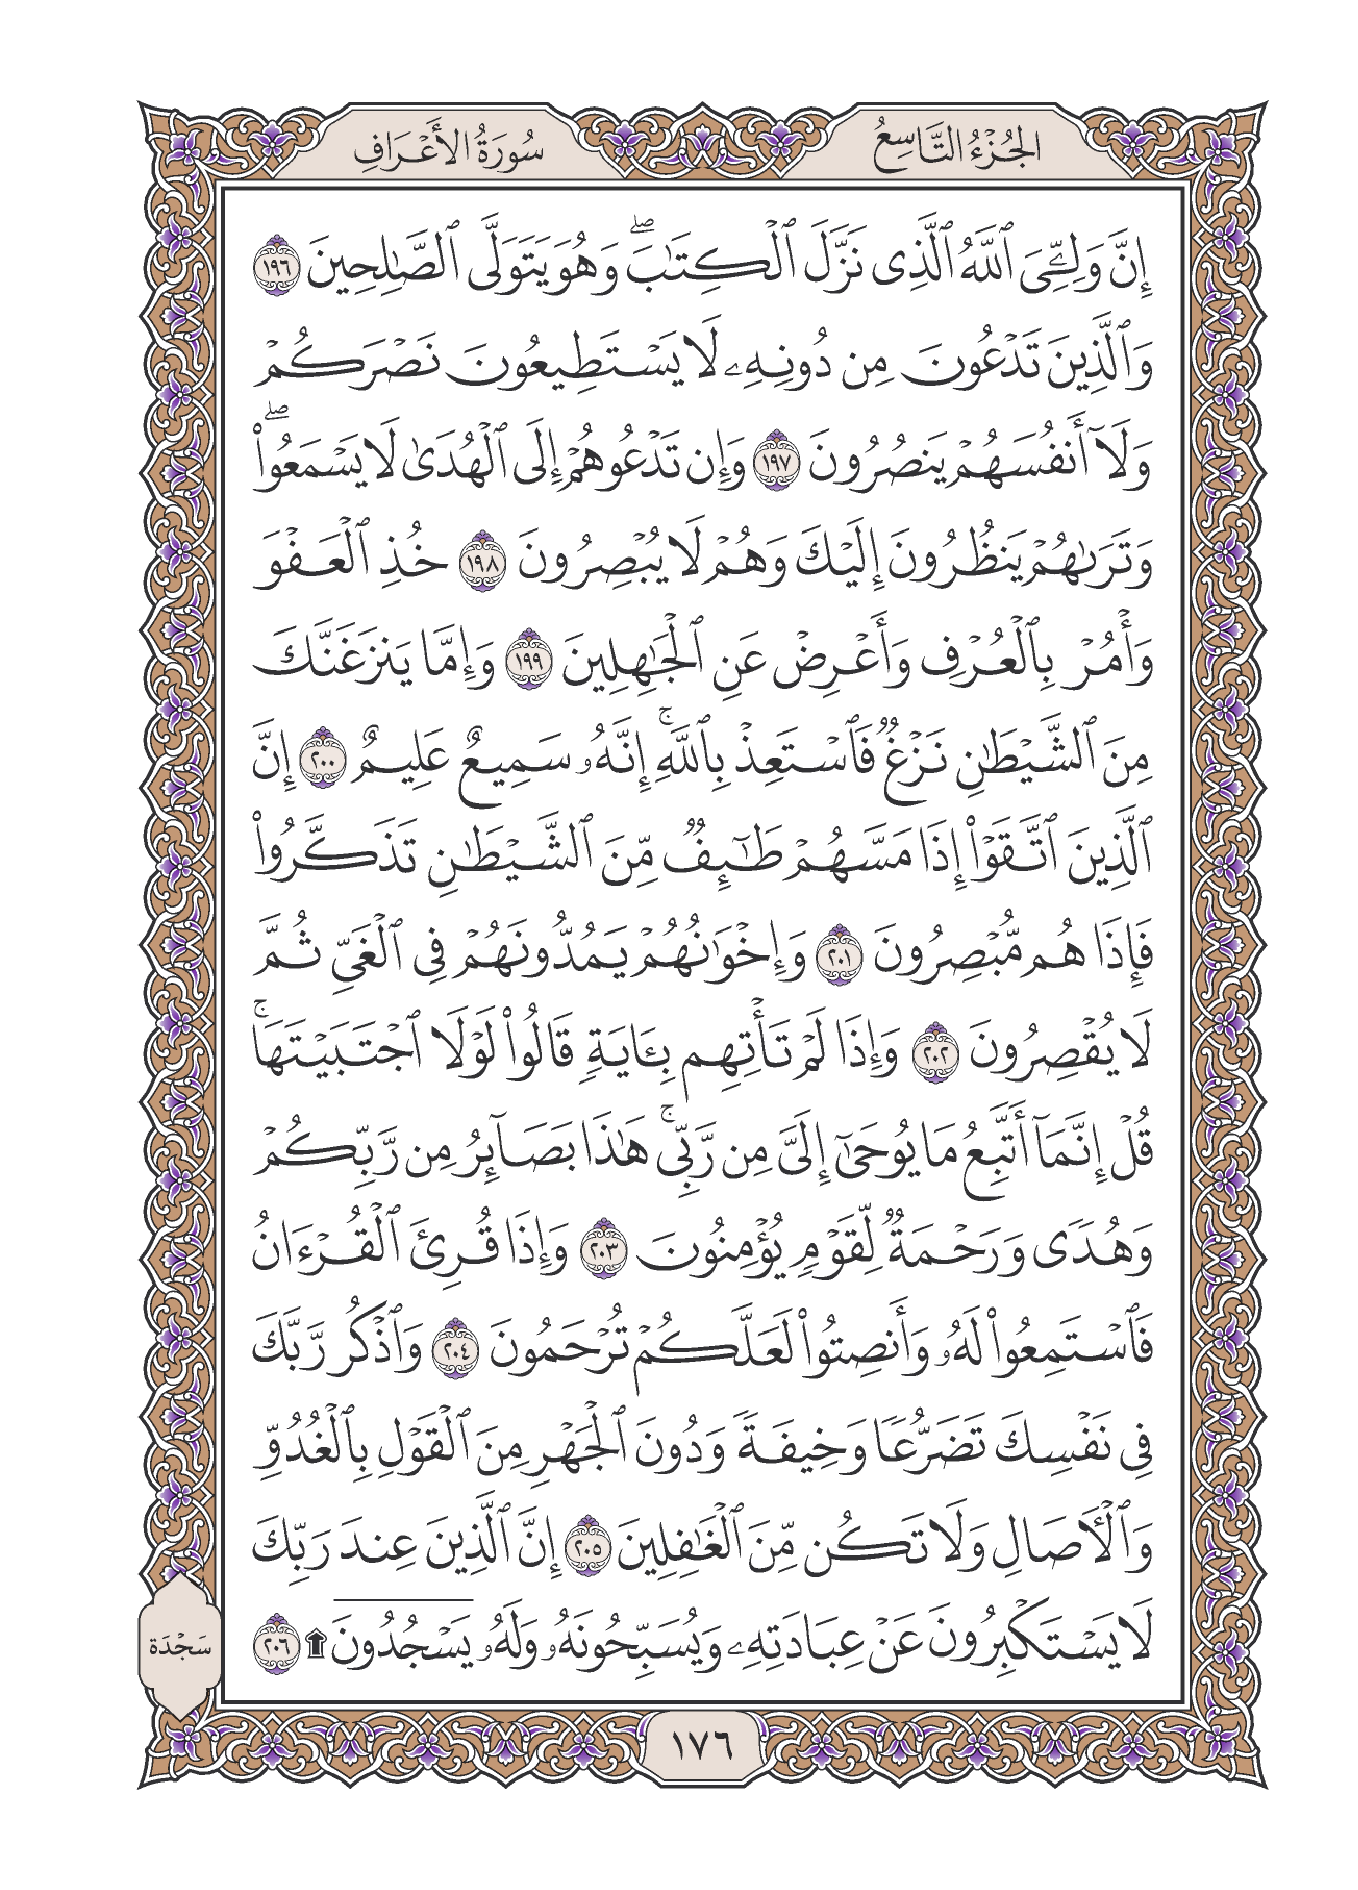 الجُزْءُ التَّاسِعُ
سُورَةُ الأَعْرَافِ
إِنَّ وَلِـِّۧيَ ٱللَّهُ ٱلَّذِي نَزَّلَ ٱلۡكِتَٰبَۖ وَهُوَ يَتَوَلَّى ٱلصَّٰلِحِينَ ١٩٦
وَٱلَّذِينَ تَدۡعُونَ مِن دُونِهِۦ لَا يَسۡتَطِيعُونَ نَصۡرَكُمۡ
وَلَآ أَنفُسَهُمۡ يَنصُرُونَ ١٩٧ وَإِن تَدۡعُوهُمۡ إِلَى ٱلۡهُدَىٰ لَا يَسۡمَعُواْۖ
وَتَرَىٰهُمۡ يَنظُرُونَ إِلَيۡكَ وَهُمۡ لَا يُبۡصِرُونَ ١٩٨ خُذِ ٱلۡعَفۡوَ
وَأۡمُرۡ بِٱلۡعُرۡفِ وَأَعۡرِضۡ عَنِ ٱلۡجَٰهِلِينَ ١٩٩ وَإِمَّا يَنزَغَنَّكَ
مِنَ ٱلشَّيۡطَٰنِ نَزۡغٞ فَٱسۡتَعِذۡ بِٱللَّهِۚ إِنَّهُۥ سَمِيعٌ عَلِيمٌ ٢٠٠ إِنَّ
ٱلَّذِينَ ٱتَّقَوۡاْ إِذَا مَسَّهُمۡ طَٰٓئِفٞ مِّنَ ٱلشَّيۡطَٰنِ تَذَكَّرُواْ
فَإِذَا هُم مُّبۡصِرُونَ ٢٠١ وَإِخۡوَٰنُهُمۡ يَمُدُّونَهُمۡ فِي ٱلۡغَيِّ ثُمَّ
لَا يُقۡصِرُونَ ٢٠٢ وَإِذَا لَمۡ تَأۡتِهِم بِـَٔايَةٖ قَالُواْ لَوۡلَا ٱجۡتَبَيۡتَهَاۚ
قُلۡ إِنَّمَآ أَتَّبِعُ مَا يُوحَىٰٓ إِلَيَّ مِن رَّبِّيۚ هَٰذَا بَصَآئِرُ مِن رَّبِّكُمۡ
وَهُدٗى وَرَحۡمَةٞ لِّقَوۡمٖ يُؤۡمِنُونَ ٢٠٣ وَإِذَا قُرِئَ ٱلۡقُرۡءَانُ
فَٱسۡتَمِعُواْ لَهُۥ وَأَنصِتُواْ لَعَلَّكُمۡ تُرۡحَمُونَ ٢٠٤ وَٱذۡكُر رَّبَّكَ
فِي نَفۡسِكَ تَضَرُّعٗا وَخِيفَةٗ وَدُونَ ٱلۡجَهۡرِ مِنَ ٱلۡقَوۡلِ بِٱلۡغُدُوِّ
وَٱلۡأٓصَالِ وَلَا تَكُن مِّنَ ٱلۡغَٰفِلِينَ ٢٠٥ إِنَّ ٱلَّذِينَ عِندَ رَبِّكَ
لَا يَسۡتَكۡبِرُونَ عَنۡ عِبَادَتِهِۦ وَيُسَبِّحُونَهُۥ وَلَهُۥ يَسۡجُدُونَ۩ ٢٠٦
سَجْدَة
١٧٦